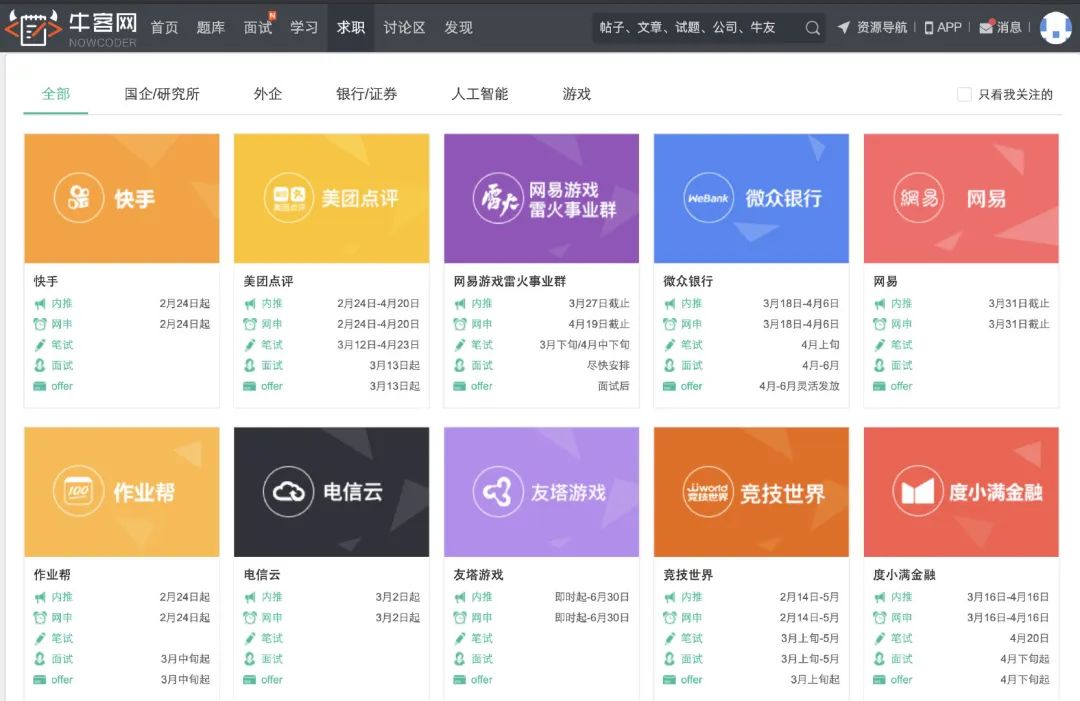 牛客网
NOWCODER
首页 题库 面试 N 学习 求职 讨论区 发现
帖子、文章、试题、公司、牛友
资源导航 APP 消息
全部 国企/研究所 外企 银行/证券 人工智能 游戏
只看我关注的
快手
美团点评
美团点评
雷火
网易游戏
雷火事业群
WeBank
微众银行
網易
网易
快手
内推 2月24日起
网申 2月24日起
笔试
面试
offer
美团点评
内推 2月24日-4月20日
网申 2月24日-4月20日
笔试 3月12日-4月23日
面试 3月13日起
offer 3月13日起
网易游戏雷火事业群
内推 3月27日截止
网申 4月19日截止
笔试 3月下旬/4月中下旬
面试 尽快安排
offer 面试后
微众银行
内推 3月18日-4月6日
网申 3月18日-4月6日
笔试 4月上旬
面试 4月-6月
offer 4月-6月灵活发放
网易
内推 3月31日截止
网申 3月31日截止
笔试
面试
offer
100
作业帮
电信云
友塔游戏
JJworld
竞技世界
竞技世界
度小满金融
作业帮
内推 2月24日起
网申 2月24日起
笔试
面试 3月中旬起
offer 3月中旬起
电信云
内推 3月2日起
网申 3月2日起
笔试
面试
offer
友塔游戏
内推 即时起-6月30日
网申 即时起-6月30日
笔试
面试
offer
竞技世界
内推 2月14日-5月
网申 2月14日-5月
笔试 3月上旬-5月
面试 3月上旬-5月
offer 3月上旬起
度小满金融
内推 3月16日-4月16日
网申 3月16日-4月16日
笔试 4月20日
面试 4月下旬起
offer 4月下旬起